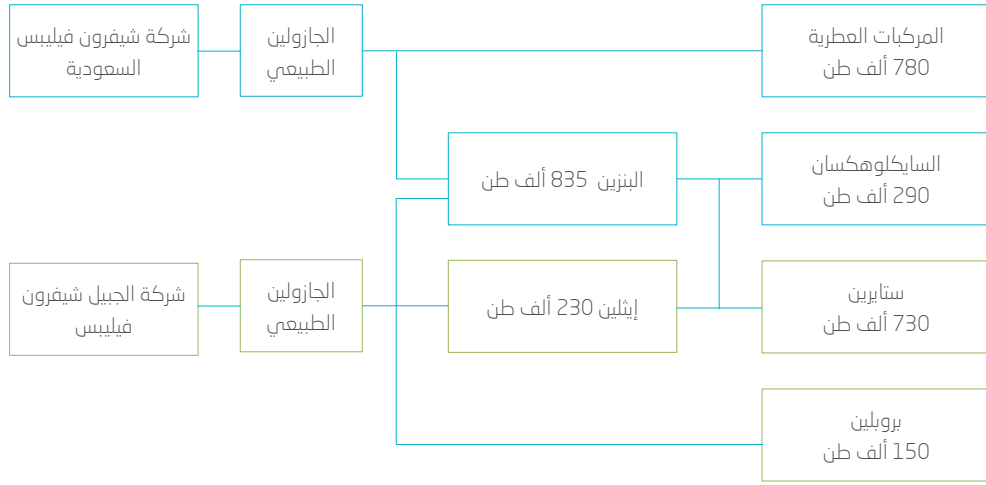 شركة شيفرون فيليبس
السعودية
الجازولين
الطبيعي
المركبات العطرية
780 ألف طن
البنزين 835 ألف طن
السايكلوهكسان
290 ألف طن
شركة الجبيل شيفرون
فيليبس
الجازولين
الطبيعي
إيثلين 230 ألف طن
ستايرين
730 ألف طن
بروبلين
150 ألف طن